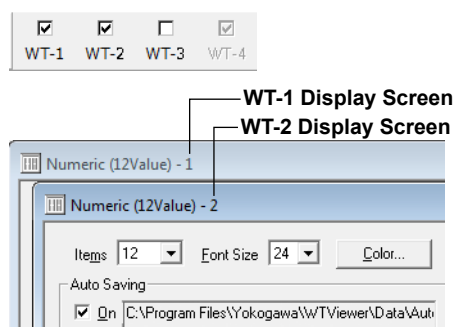 WT-1 WT-2 WT-3 WT-4
WT-1 Display Screen
WT-2 Display Screen
Numeric (12Value) - 1
Numeric (12Value) - 2
Items 12 Font Size 24 Color...
Auto Saving
On C:\Program Files\Yokogawa\WTViewer\Data\Aut